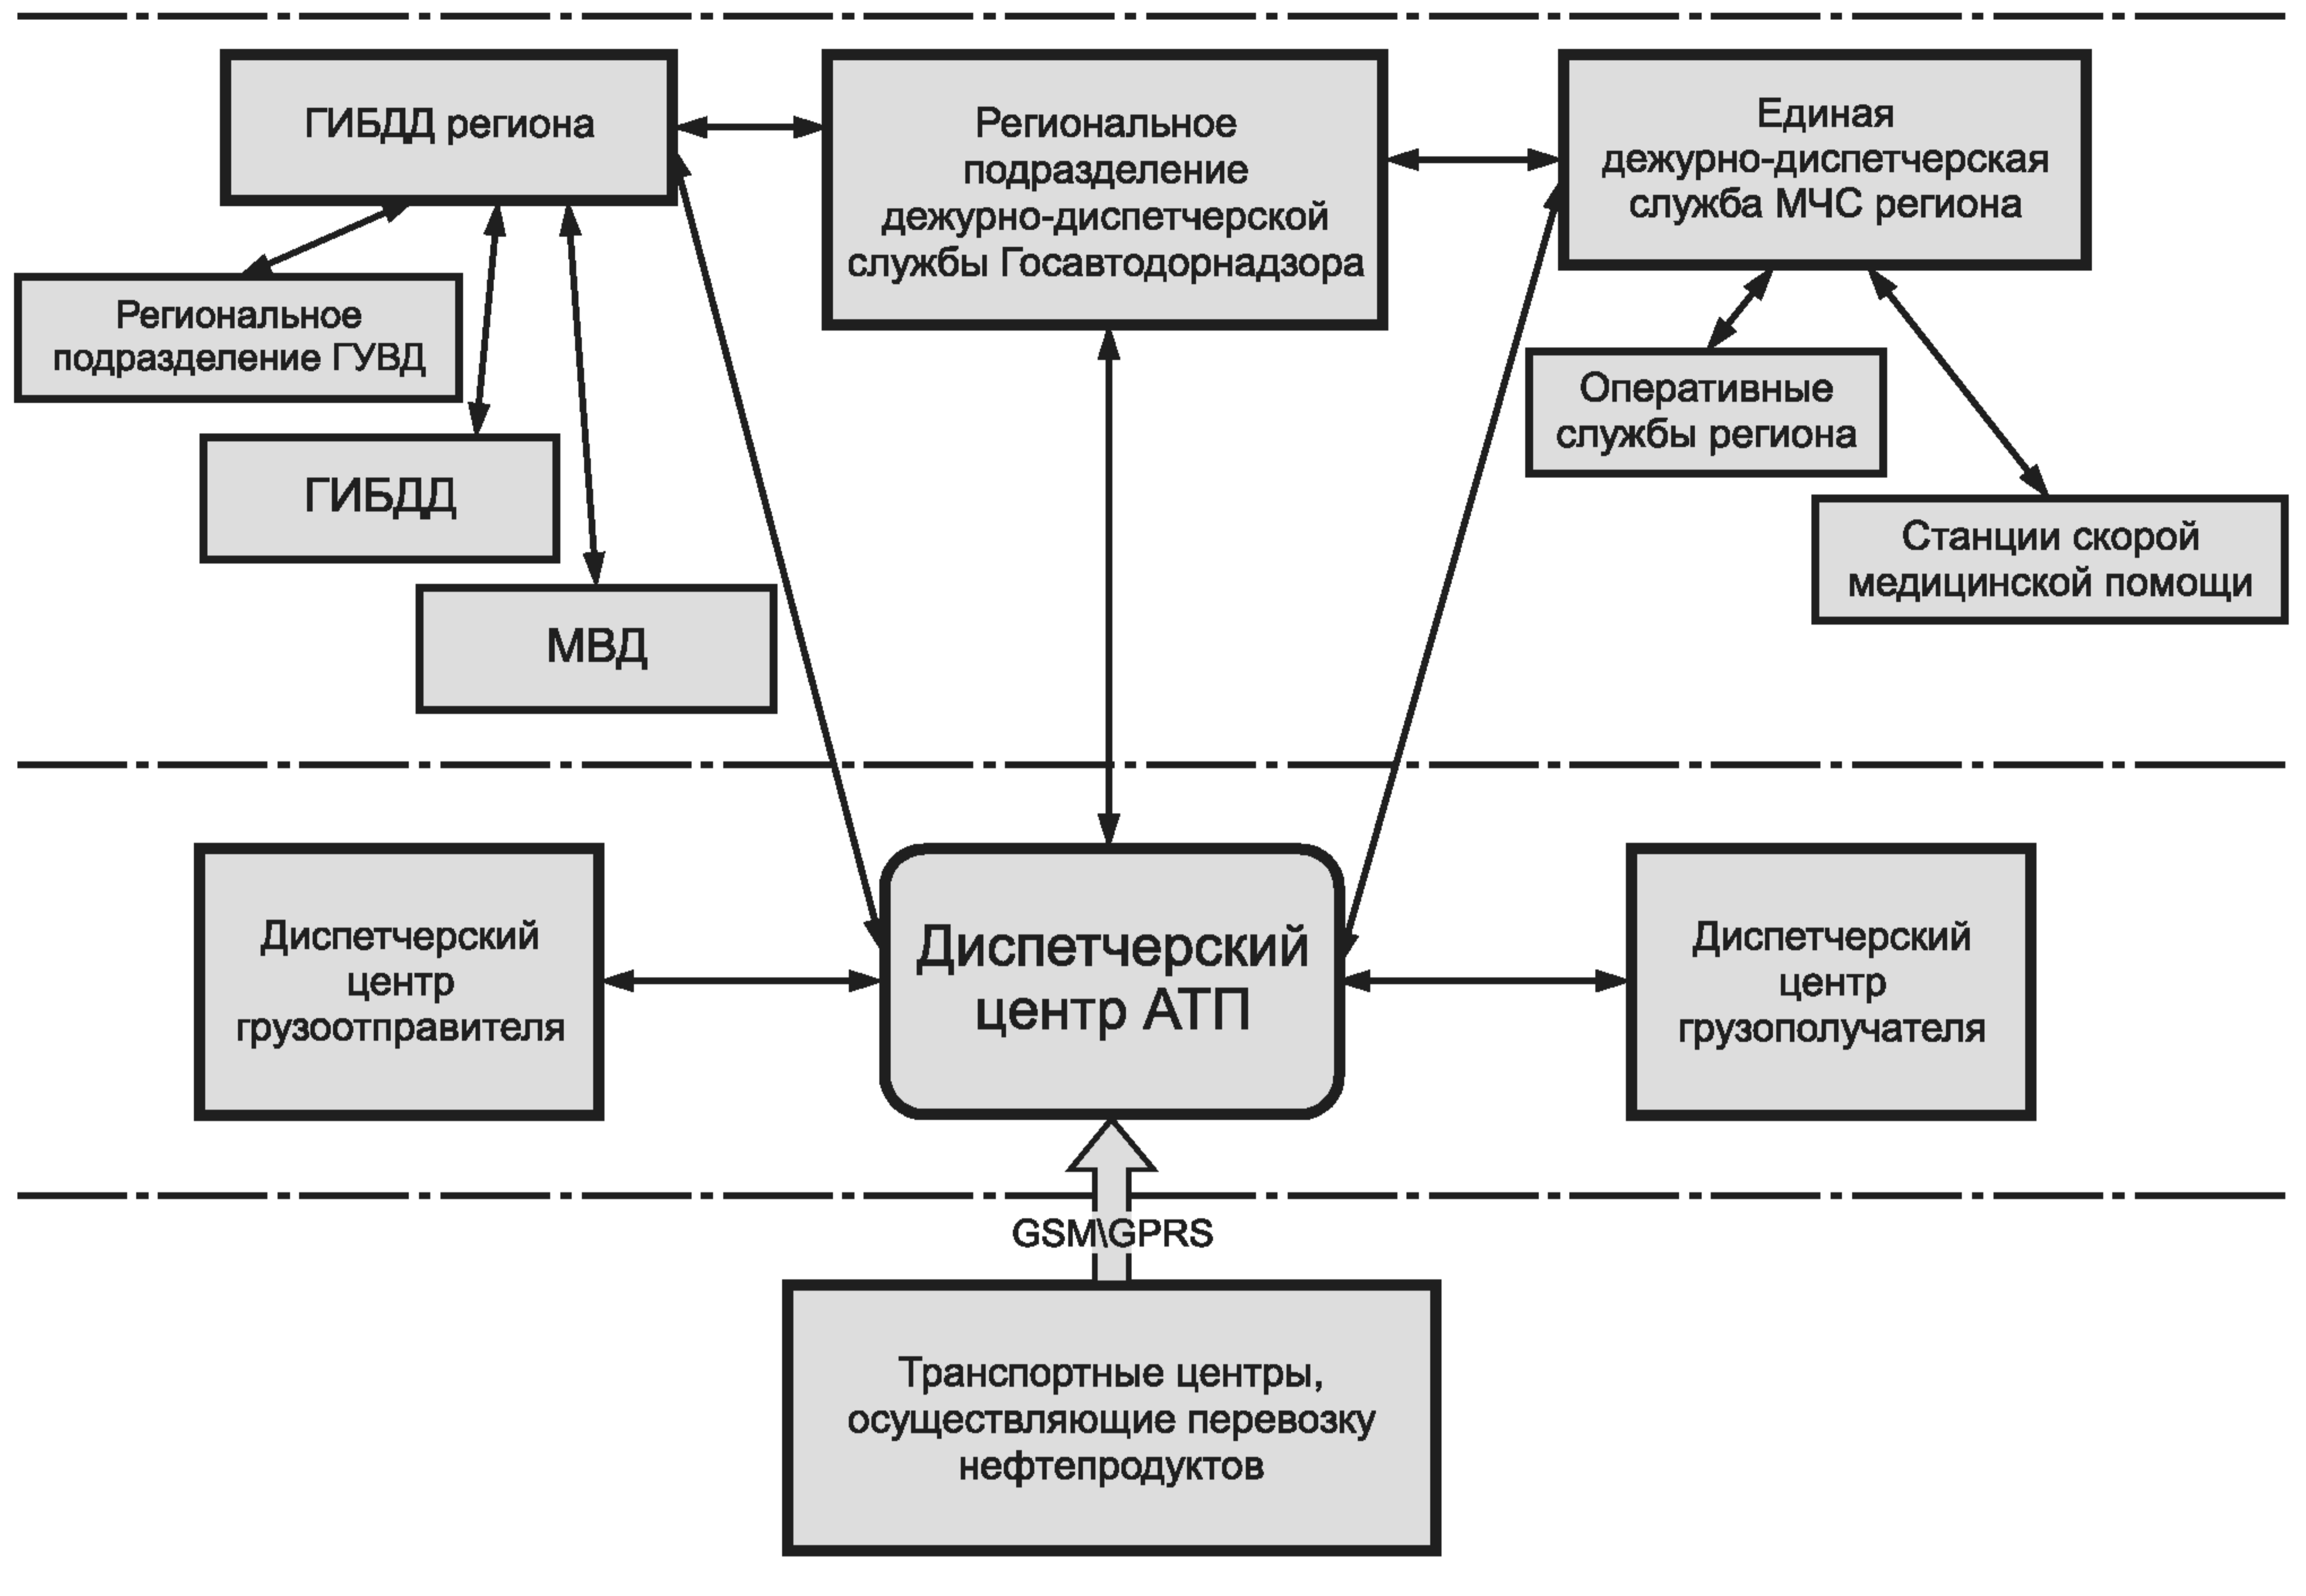 ГИБДД региона
Региональное
подразделение
дежурно-диспетчерской
службы Госавтодорнадзора
Единая
дежурно-диспетчерская
служба МЧС региона
Региональное
подразделение ГУВД
ГИБДД
МВД
Оперативные
службы региона
Станции скорой
медицинской помощи
Диспетчерский
центр
грузоотправителя
Диспетчерский
центр АТП
Диспетчерский
центр
грузополучателя
GSM\GPRS
Транспортные центры,
осуществляющие перевозку
нефтепродуктов